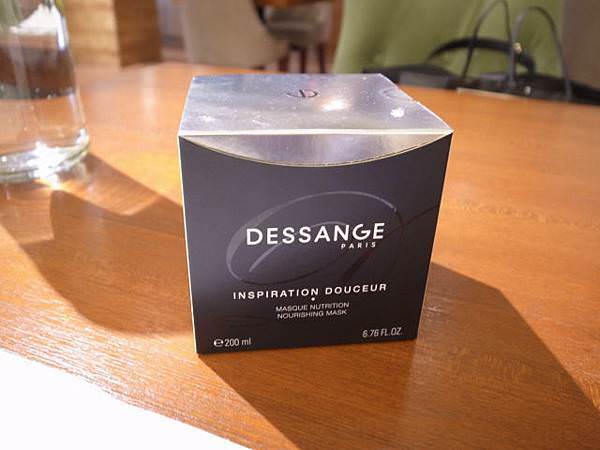 DESSANGE
PARIS
INSPIRATION DOUCEUR
MASQUE NUTRITION
NOURISHING MASK
℮ 200 ml
6.76 FL.OZ.